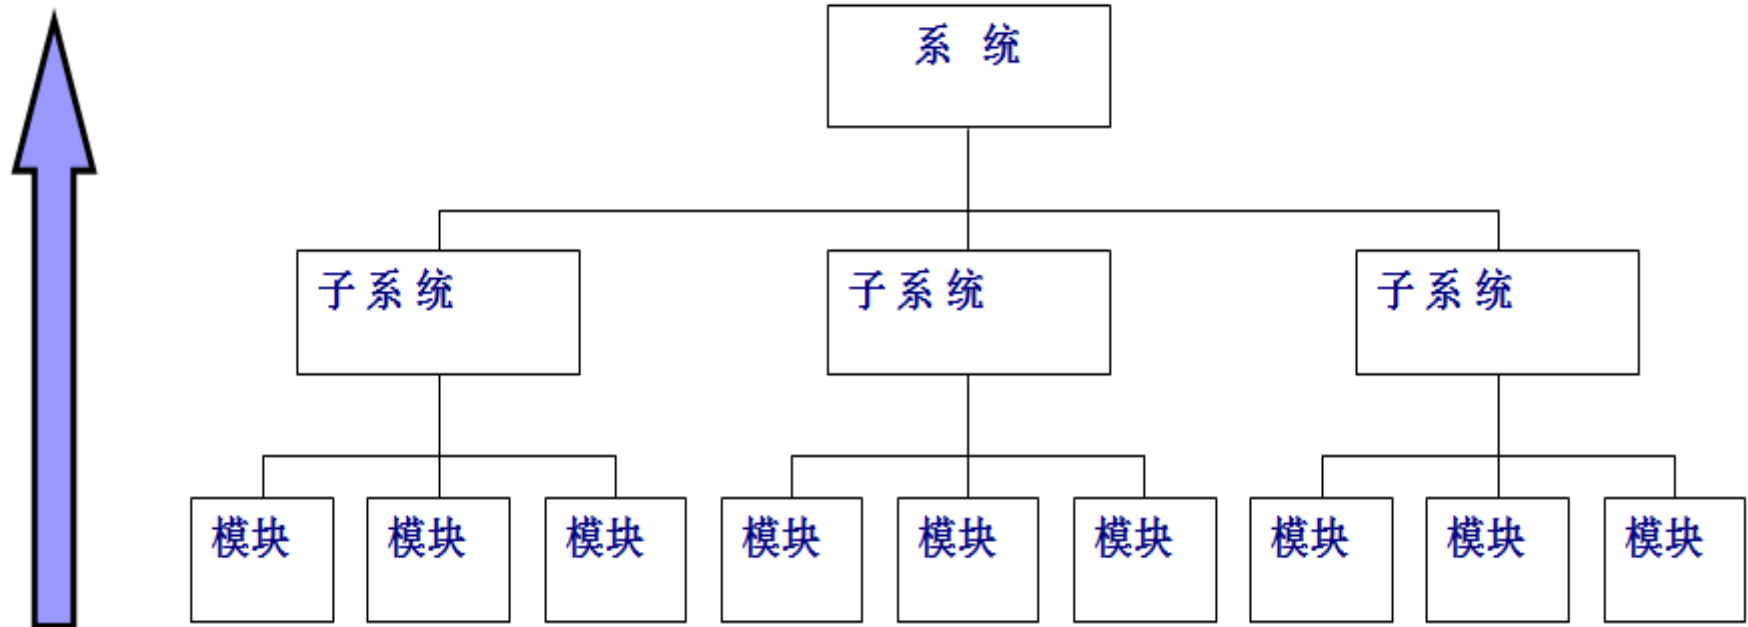 系 统
子 系 统 子 系 统 子 系 统
模块 模块 模块 模块 模块 模块 模块 模块 模块